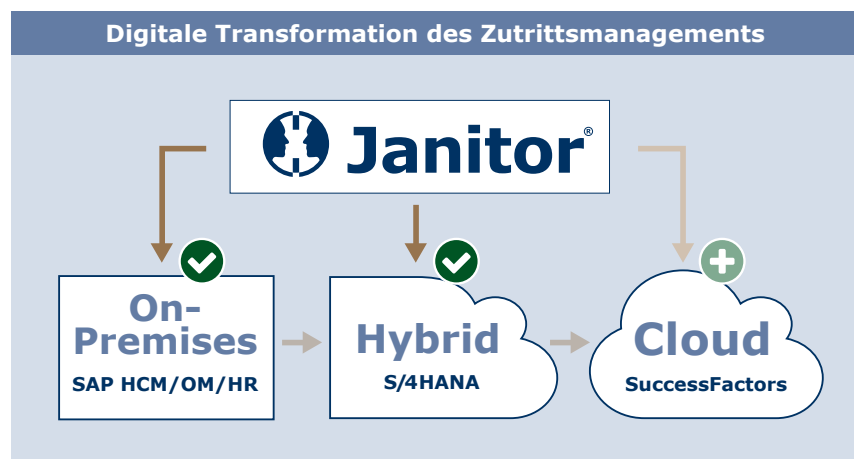 Digitale Transformation des Zutrittsmanagements
Janitor®
On-
Premises
SAP HCM/OM/HR
Hybrid
S/4HANA
Cloud
SuccessFactors